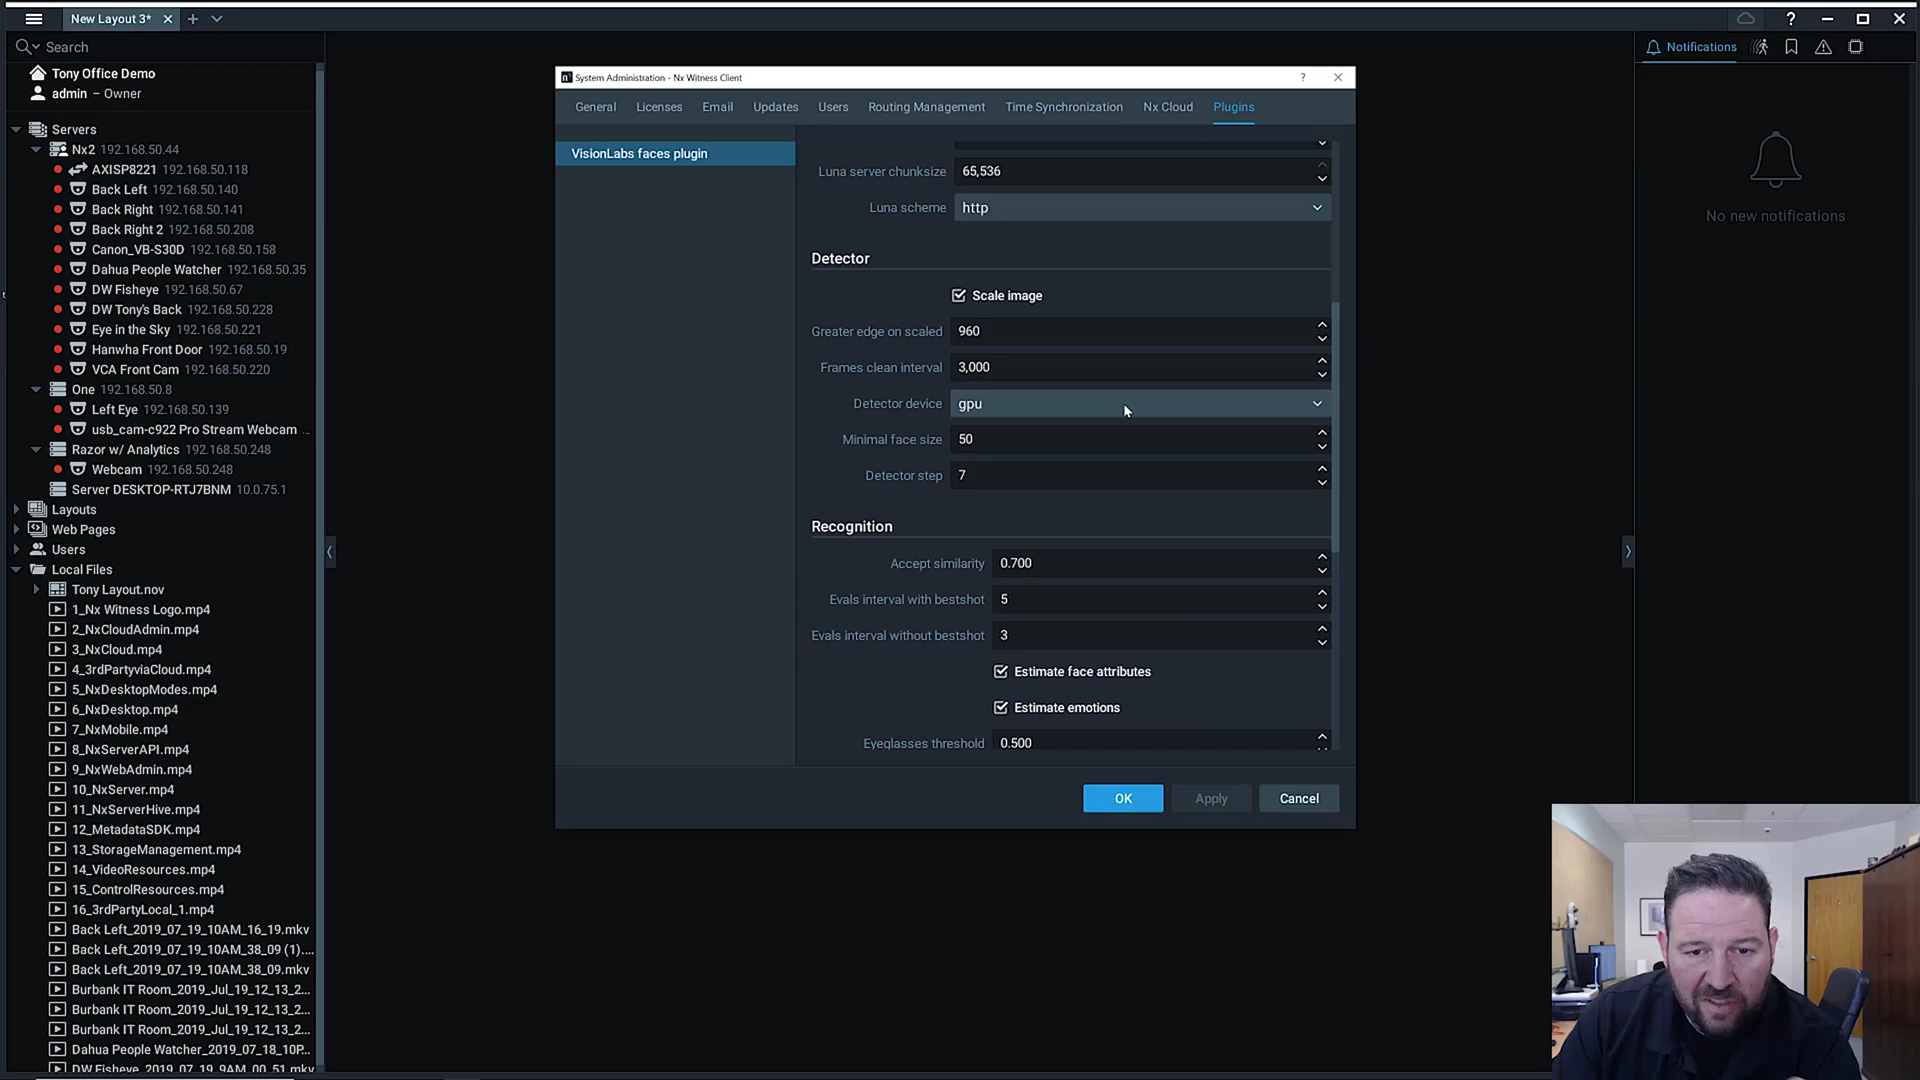 New Layout 3*
Search
Tony Office Demo
admin – Owner
Servers
Nx2 192.168.50.44
AXISP8221 192.168.50.118
Back Left 192.168.50.140
Back Right 192.168.50.141
Back Right 2 192.168.50.208
Canon_VB-S30D 192.168.50.158
Dahua People Watcher 192.168.50.35
DW Fisheye 192.168.50.67
DW Tony's Back 192.168.50.228
Eye in the Sky 192.168.50.221
Hanwha Front Door 192.168.50.19
VCA Front Cam 192.168.50.220
One 192.168.50.8
Left Eye 192.168.50.139
usb_cam-c922 Pro Stream Webcam ...
Razor w/ Analytics 192.168.50.248
Webcam 192.168.50.248
Server DESKTOP-RTJ7BNM 10.0.75.1
Layouts
Web Pages
Users
Local Files
Tony Layout.nov
1_Nx Witness Logo.mp4
2_NxCloudAdmin.mp4
3_NxCloud.mp4
4_3rdPartyviaCloud.mp4
5_NxDesktopModes.mp4
6_NxDesktop.mp4
7_NxMobile.mp4
8_NxServerAPI.mp4
9_NxWebAdmin.mp4
10_NxServer.mp4
11_NxServerHive.mp4
12_MetadataSDK.mp4
13_StorageManagement.mp4
14_VideoResources.mp4
15_ControlResources.mp4
16_3rdPartyLocal_1.mp4
Back Left_2019_07_19_10AM_16_19.mkv
Back Left_2019_07_19_10AM_38_09 (1)....
Back Left_2019_07_19_10AM_38_09.mkv
Burbank IT Room_2019_Jul_19_12_13_2...
Burbank IT Room_2019_Jul_19_12_13_2...
Burbank IT Room_2019_Jul_19_12_13_2...
Dahua People Watcher_2019_07_18_10P...
DW Fisheye_2019_07_19_9AM_00_51.mkv
System Administration - Nx Witness Client
General Licenses Email Updates Users Routing Management Time Synchronization Nx Cloud Plugins
VisionLabs faces plugin
Luna server chunksize 65,536
Luna scheme http
Detector
Scale image
Greater edge on scaled 960
Frames clean interval 3,000
Detector device gpu
Minimal face size 50
Detector step 7
Recognition
Accept similarity 0.700
Evals interval with bestshot 5
Evals interval without bestshot 3
Estimate face attributes
Estimate emotions
Eyeglasses threshold 0.500
OK Apply Cancel
Notifications
No new notifications